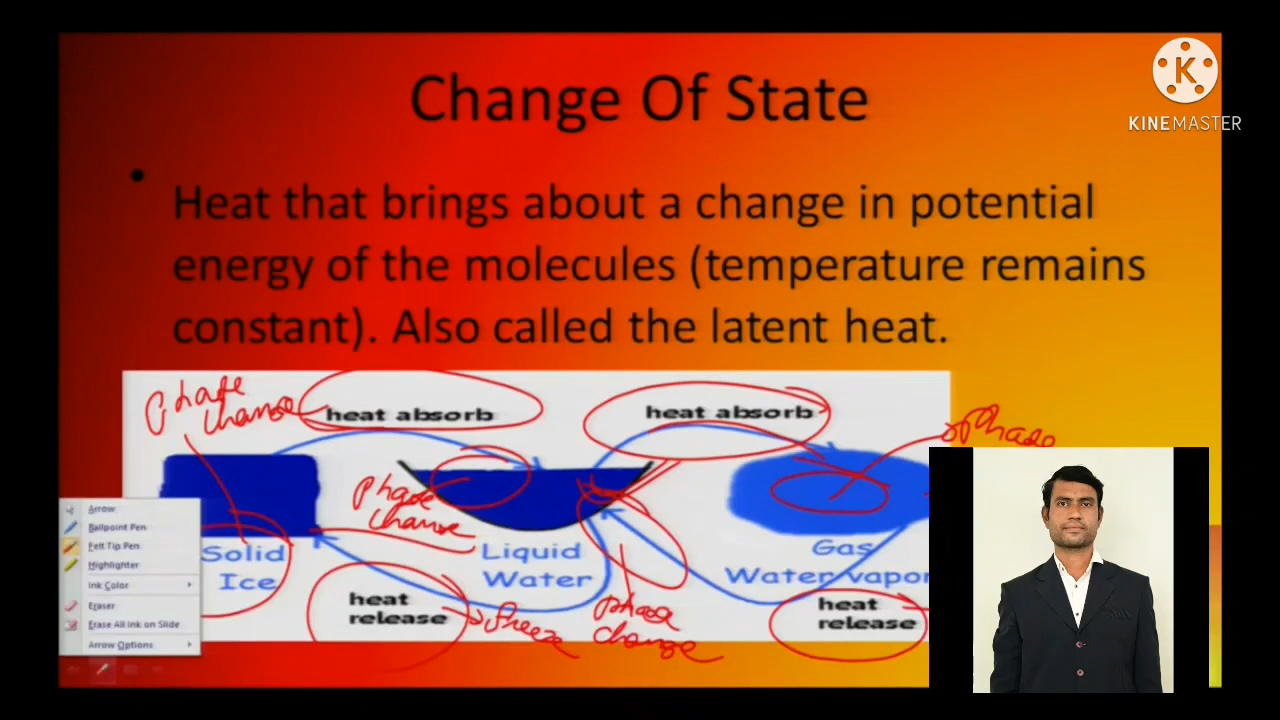 Change Of State
KINEMASTER
• Heat that brings about a change in potential
energy of the molecules (temperature remains
constant). Also called the latent heat.
phase
change
heat absorb
heat absorb
Phase
phase
change
Arrow
Ballpoint Pen
Felt Tip Pen
Highlighter
Ink Color
Eraser
Erase All Ink on Slide
Arrow Options
Solid
Ice
Liquid
Water
Gas
Water vapor
heat
release
freeze
phase
change
heat
release